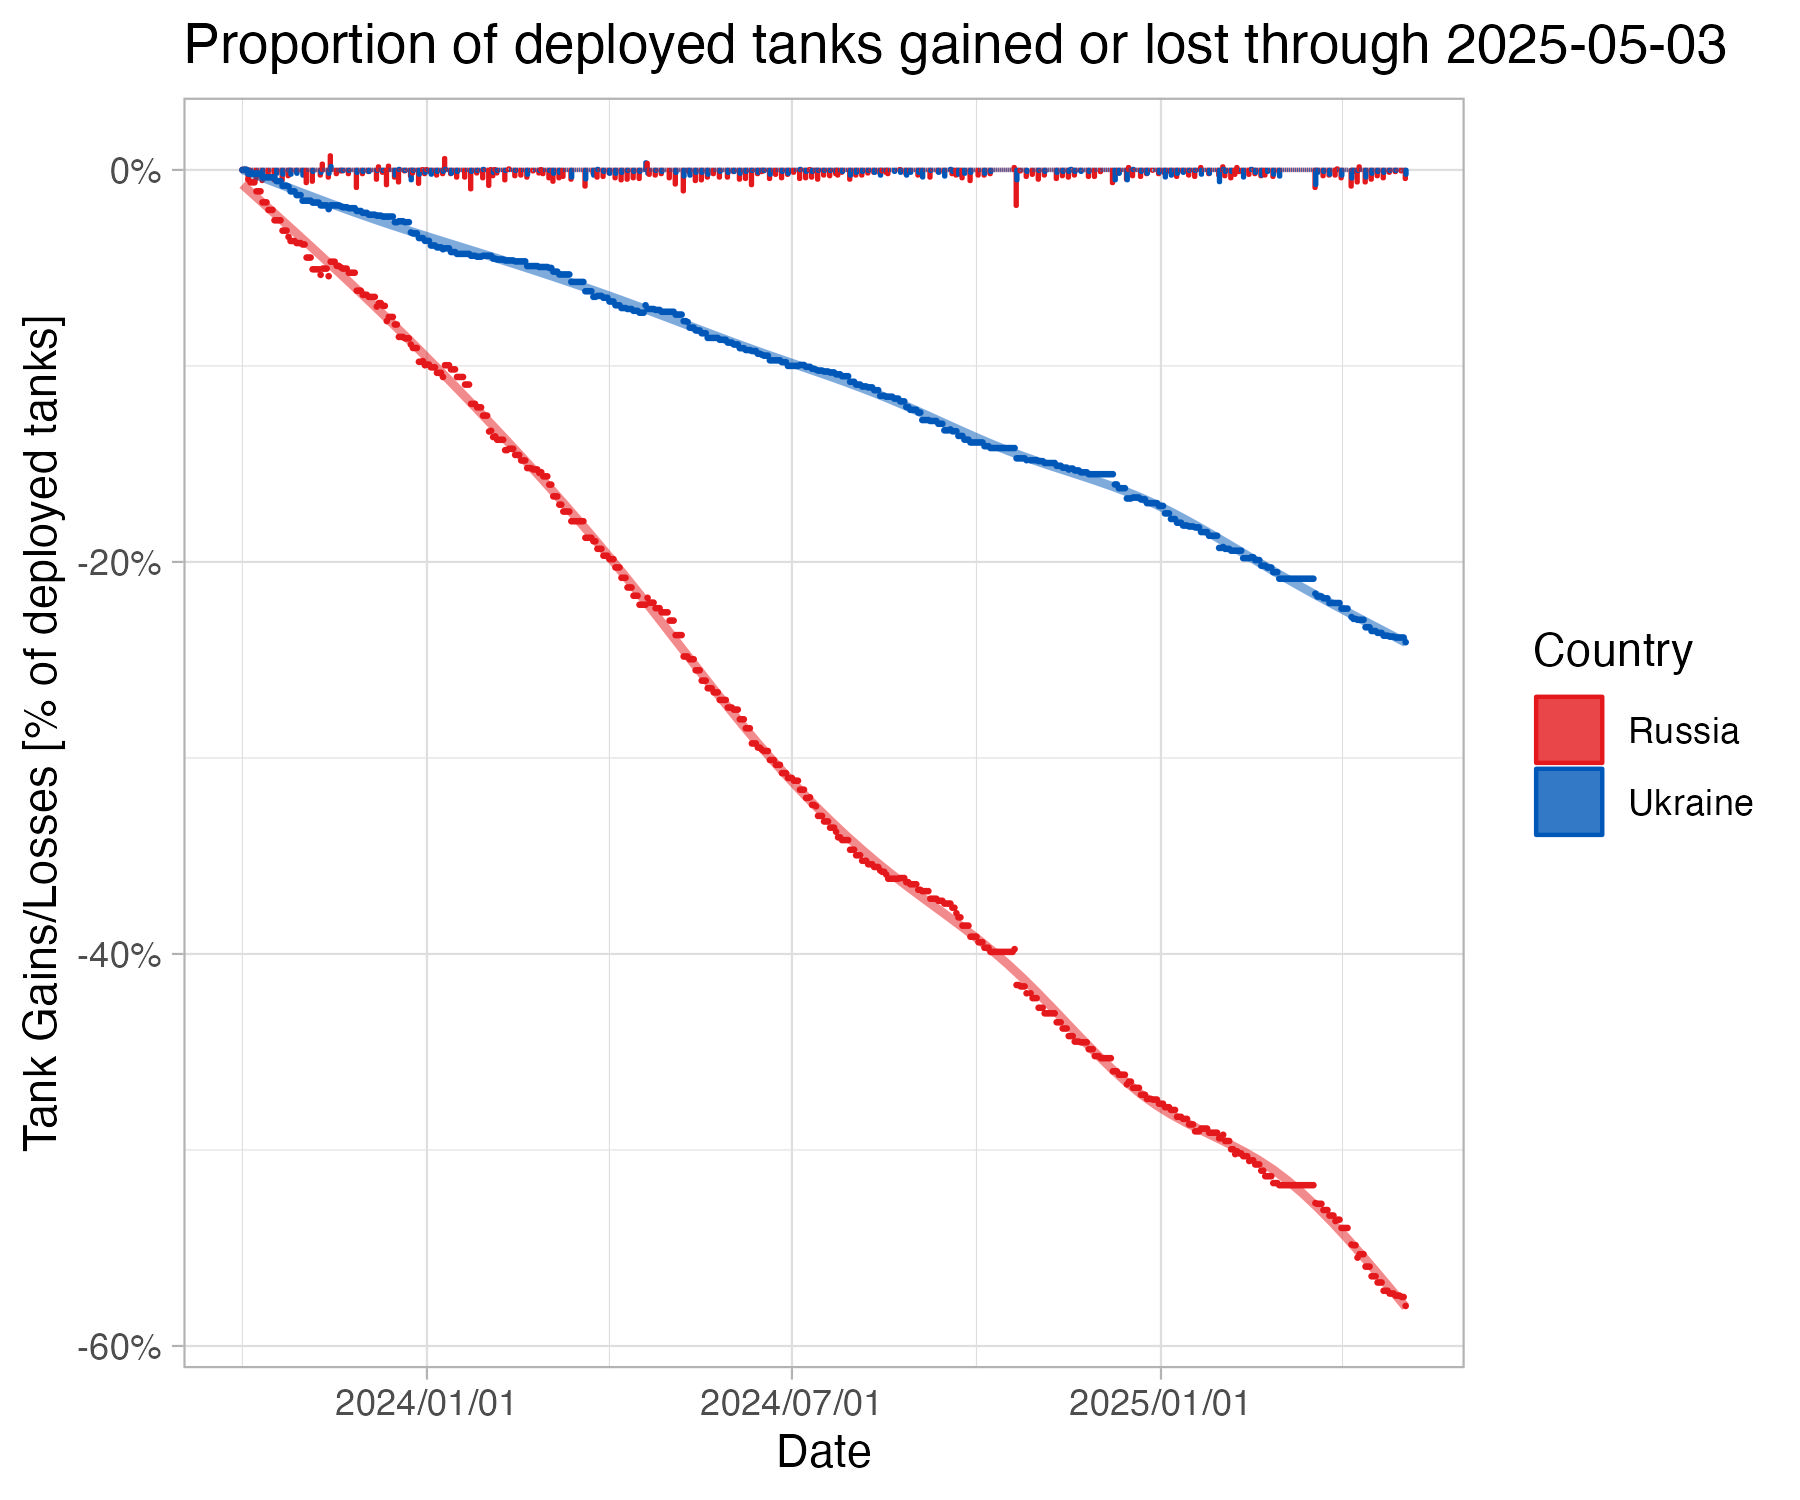 Proportion of deployed tanks gained or lost through 2025-05-03
Tank Gains/Losses [% of deployed tanks]
0%
-20%
-40%
-60%
2024/01/01
2024/07/01
2025/01/01
Date
Country
Russia
Ukraine